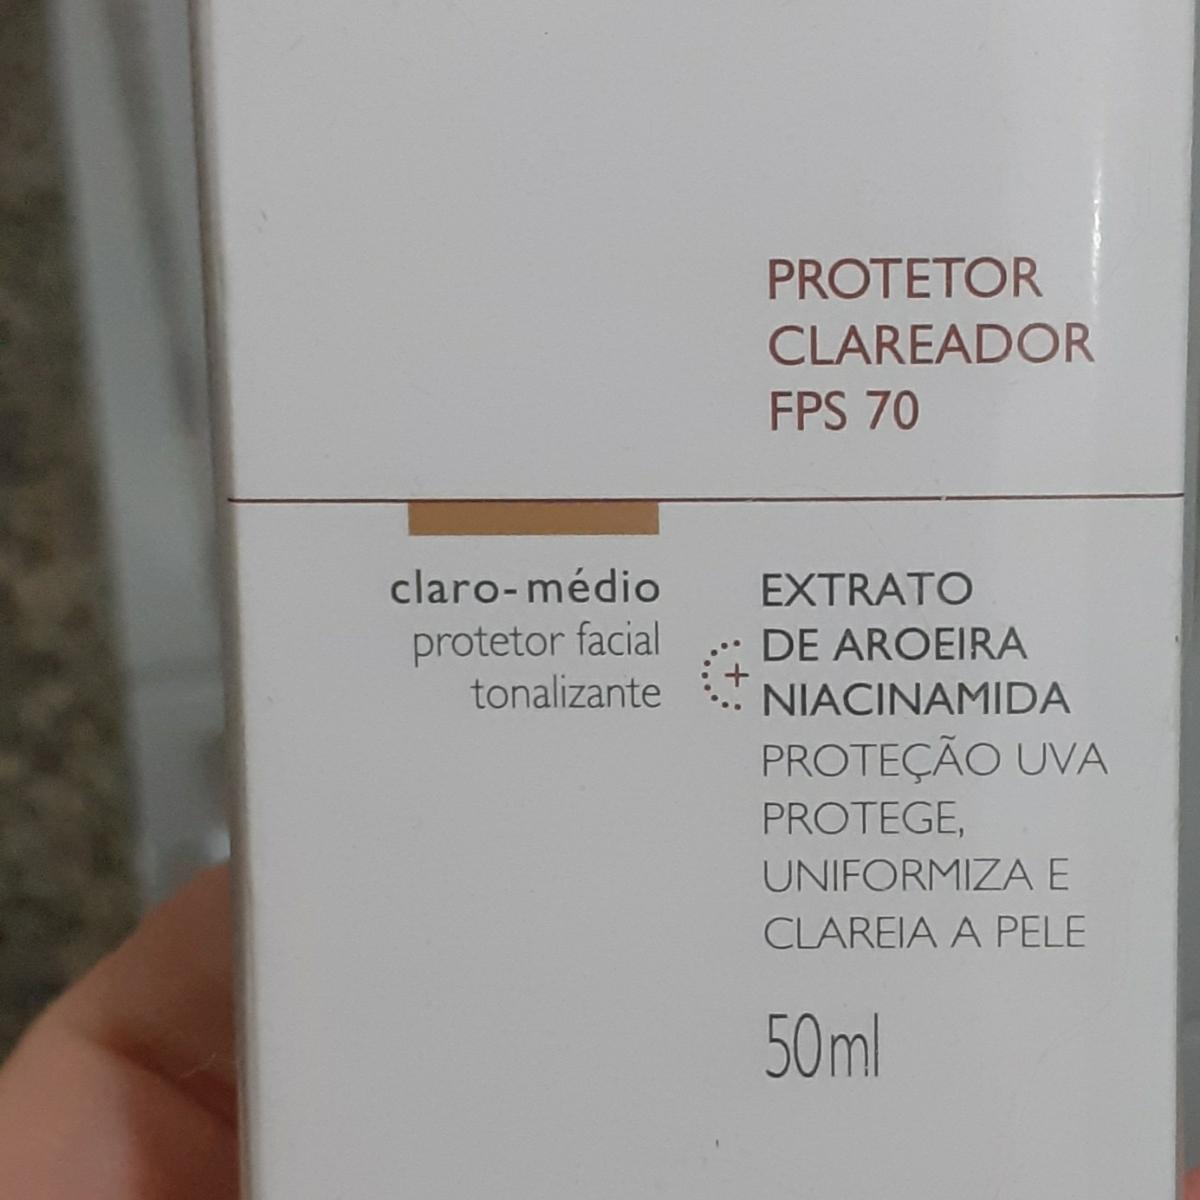 PROTETOR
CLAREADOR
FPS 70
claro-médio
protetor facial
tonalizante
EXTRATO
DE AROEIRA
+
NIACINAMIDA
PROTEÇÃO UVA
PROTEGE,
UNIFORMIZA E
CLAREIA A PELE
50ml